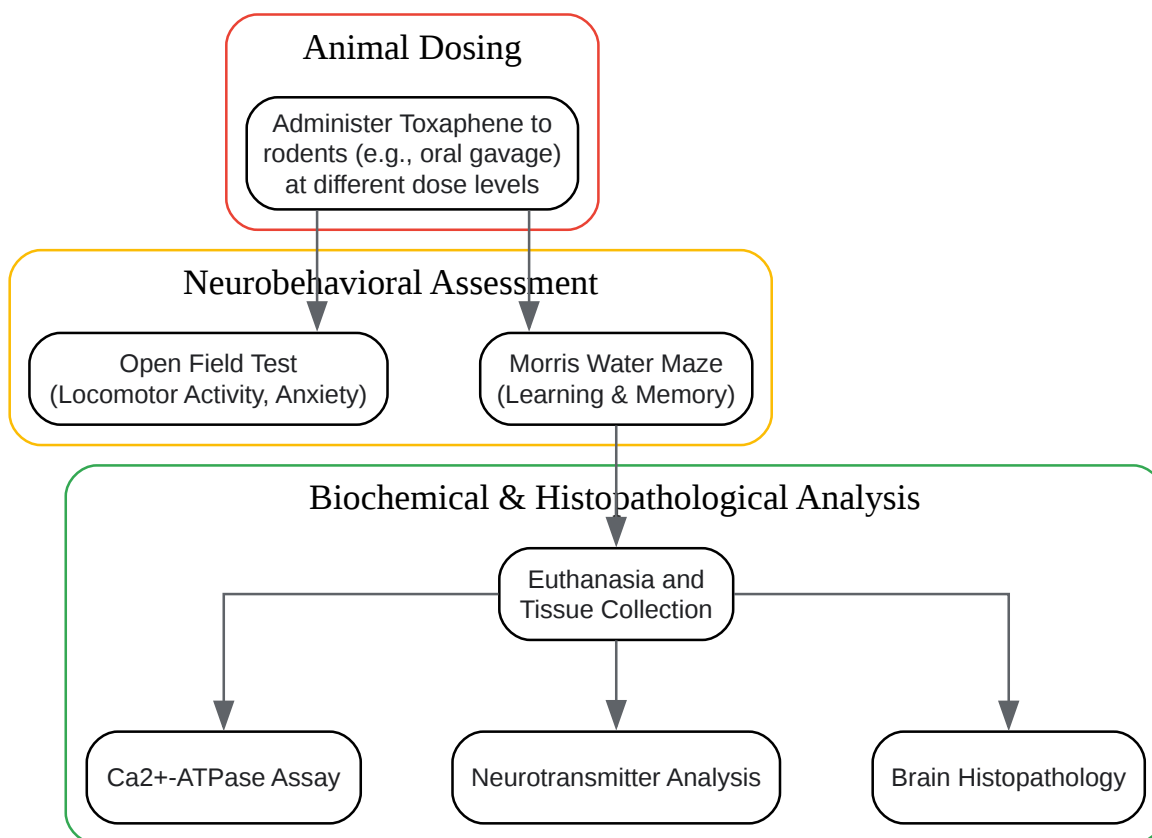 Animal Dosing
Administer Toxaphene to
rodents (e.g., oral gavage)
at different dose levels
Neurobehavioral Assessment
Open Field Test
(Locomotor Activity, Anxiety)
Morris Water Maze
(Learning & Memory)
Biochemical & Histopathological Analysis
Euthanasia and
Tissue Collection
Ca2+-ATPase Assay
Neurotransmitter Analysis
Brain Histopathology